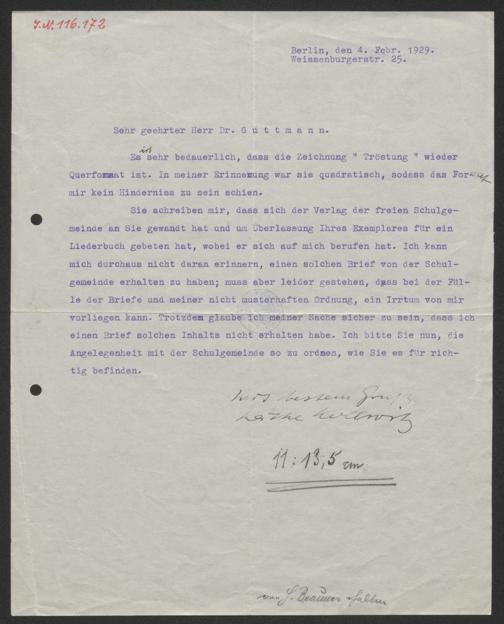 J.N. 116.172
Berlin, den 4. Febr. 1929.
Weissenburgerstr. 25.
Sehr geehrter Herr Dr. G u t t m a n n.
ist
Es sehr bedauerlich, dass die Zeichnung " Tröstung " wieder
Querformat ist. In meiner Erinnerung war sie quadratisch, sodass das Format
mir kein Hinderniss zu sein schien.
Sie schreiben mir, dass sich der Verlag der freien Schulge-
meinde an Sie gewandt hat und um Überlassung Ihres Exemplares für ein
Liederbuch gebeten hat, wobei er sich auf mich berufen hat. Ich kann
mich durchaus nicht daran erinnern, einen solchen Brief von der Schul-
gemeinde erhalten zu haben; muss aber leider gestehen, dass bei der Fül-
le der Briefe und meiner nicht musterhaften Ordnung, ein Irrtum von mir
vorliegen kann. Trotzdem glaube ich meiner Sache sicher zu sein, dass ich
einen Brief solchen Inhalts nicht erhalten habe. Ich bitte Sie nun, die
Angelegenheit mit der Schulgemeinde so zu ordnen, wie Sie es für rich-
tig befinden.
bestem Gruß
Käthe Kollwitz
11 : 13,5 cm.
von erhalten